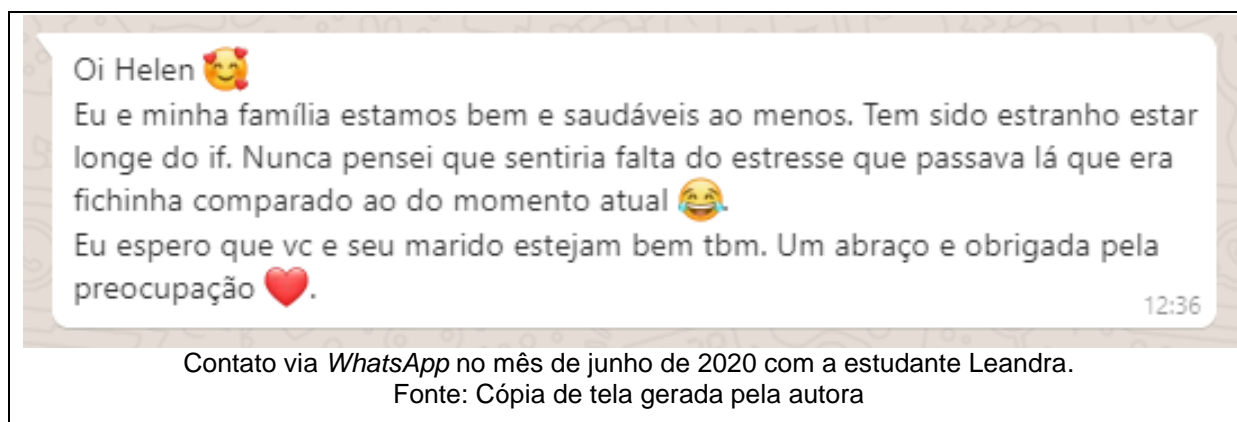 Oi Helen 🥰
Eu e minha família estamos bem e saudáveis ao menos. Tem sido estranho estar
longe do if. Nunca pensei que sentiria falta do estresse que passava lá que era
fichinha comparado ao do momento atual 😂.
Eu espero que vc e seu marido estejam bem tbm. Um abraço e obrigada pela
preocupação ❤️.
12:36
Contato via WhatsApp no mês de junho de 2020 com a estudante Leandra.
Fonte: Cópia de tela gerada pela autora